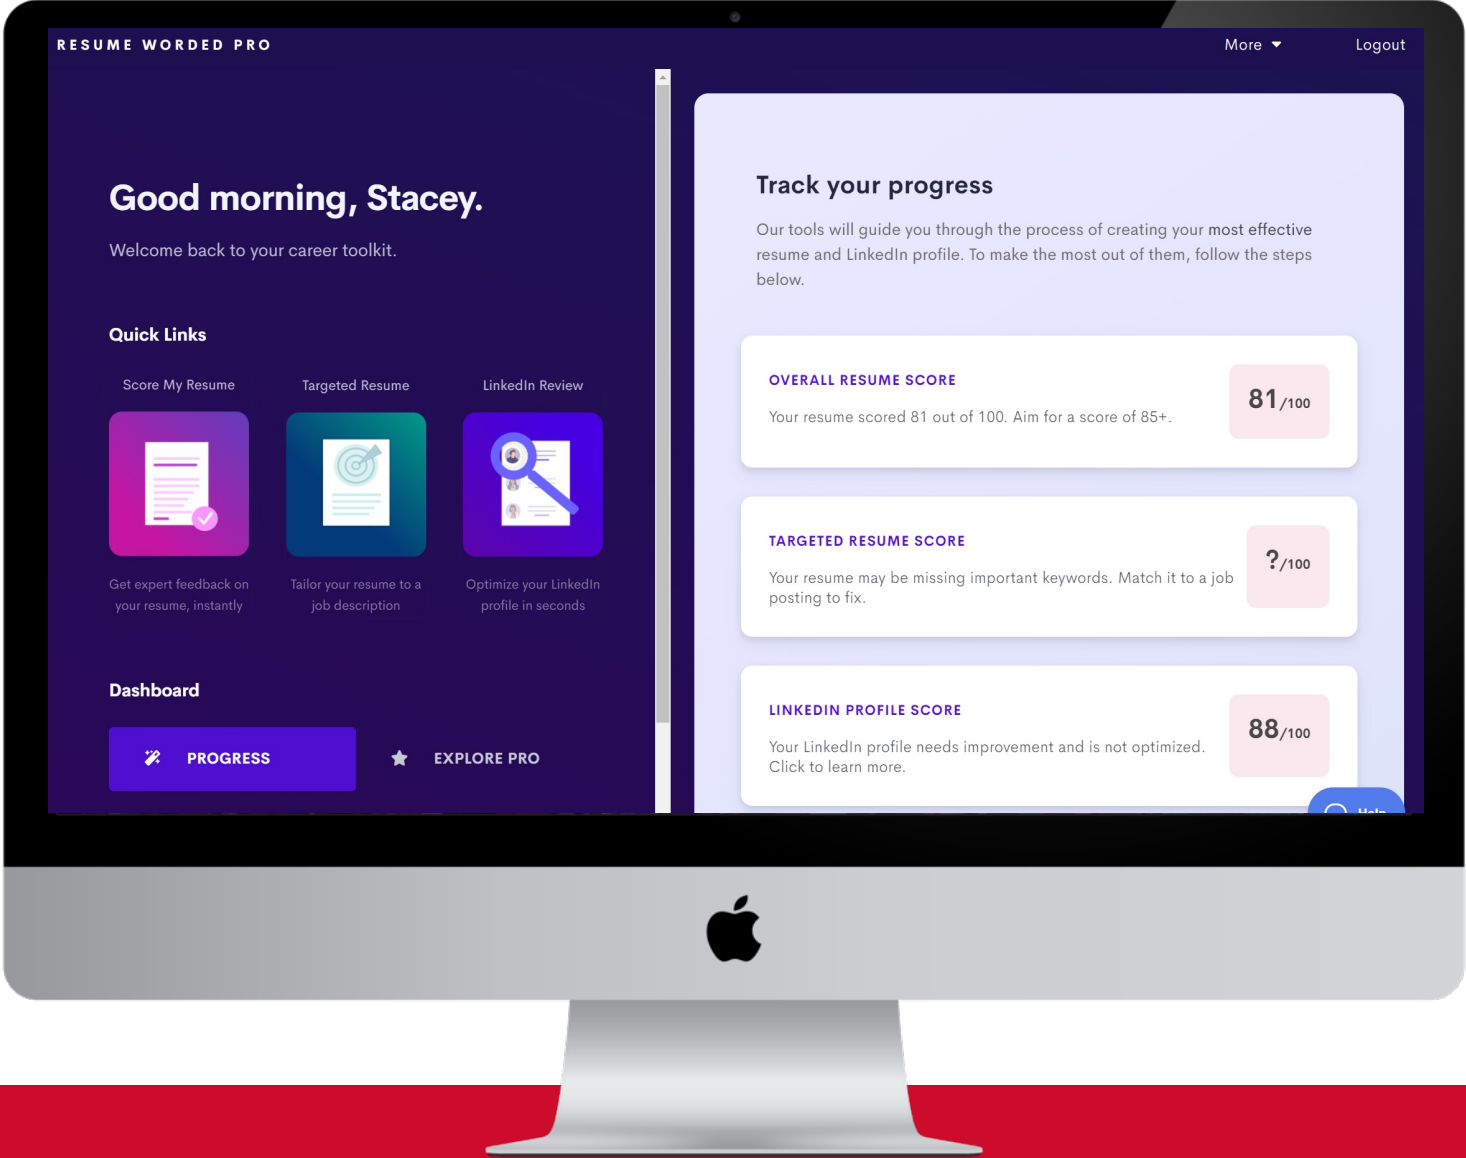 RESUME WORDED PRO
More
Logout
Good morning, Stacey.
Welcome back to your career toolkit.
Quick Links
Score My Resume
Targeted Resume
LinkedIn Review
Get expert feedback on
your resume, instantly
Tailor your resume to a
job description
Optimize your LinkedIn
profile in seconds
Dashboard
PROGRESS
EXPLORE PRO
Track your progress
Our tools will guide you through the process of creating your most effective
resume and LinkedIn profile. To make the most out of them, follow the steps
below.
OVERALL RESUME SCORE
Your resume scored 81 out of 100. Aim for a score of 85+.
81/100
TARGETED RESUME SCORE
Your resume may be missing important keywords. Match it to a job
posting to fix.
?/100
LINKEDIN PROFILE SCORE
Your LinkedIn profile needs improvement and is not optimized.
Click to learn more.
88/100
Help